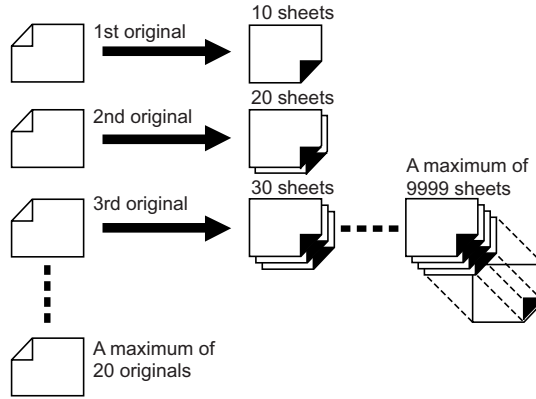 10 sheets
1st original
20 sheets
2nd original
30 sheets
3rd original
A maximum of
9999 sheets
A maximum of
20 originals